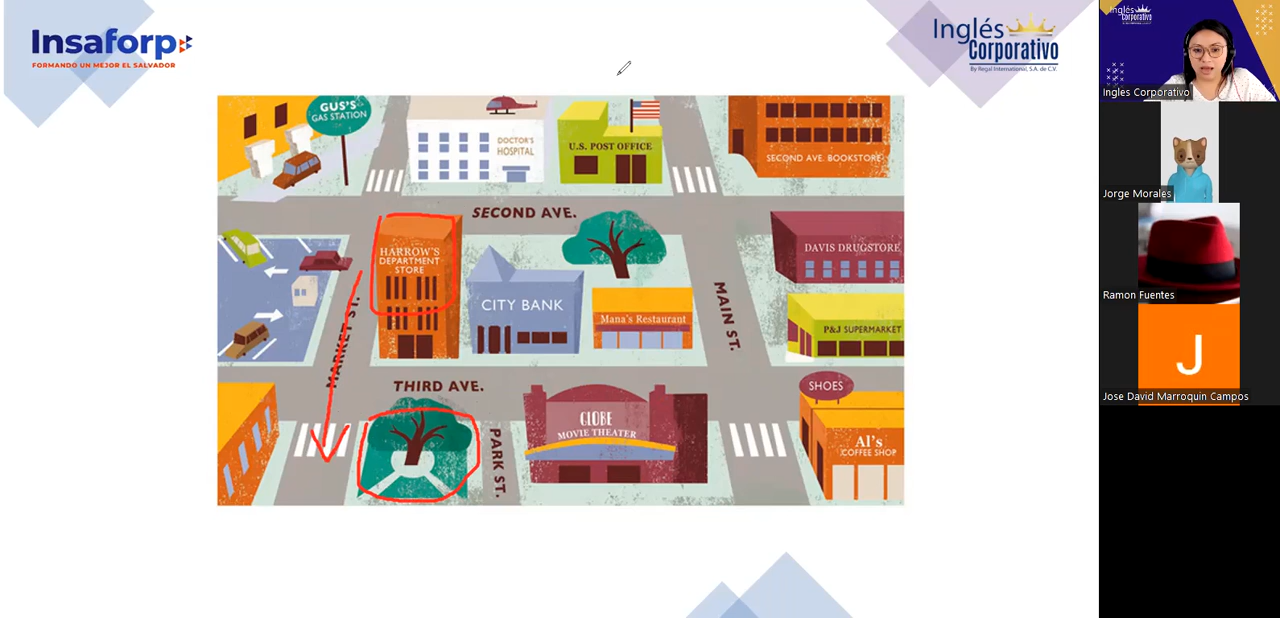 Insaforp
FORMANDO UN MEJOR EL SALVADOR
Inglés
Corporativo
By Regal International, S.A. de C.V.
GUS'S
GAS STATION
DOCTOR'S
HOSPITAL
U.S. POST OFFICE
SECOND AVE. BOOKSTORE
SECOND AVE.
HARROW'S
DEPARTMENT
STORE
CITY BANK
Mana's Restaurant
DAVIS DRUGSTORE
P&J SUPERMARKET
MARKET ST.
MAIN ST.
THIRD AVE.
SHOES
GLOBE
MOVIE THEATER
PARK ST.
Al's
COFFEE SHOP
Inglés
Corporativo
Ingles Corporativo
Jorge Morales
Ramon Fuentes
J
Jose David Marroquin Campos